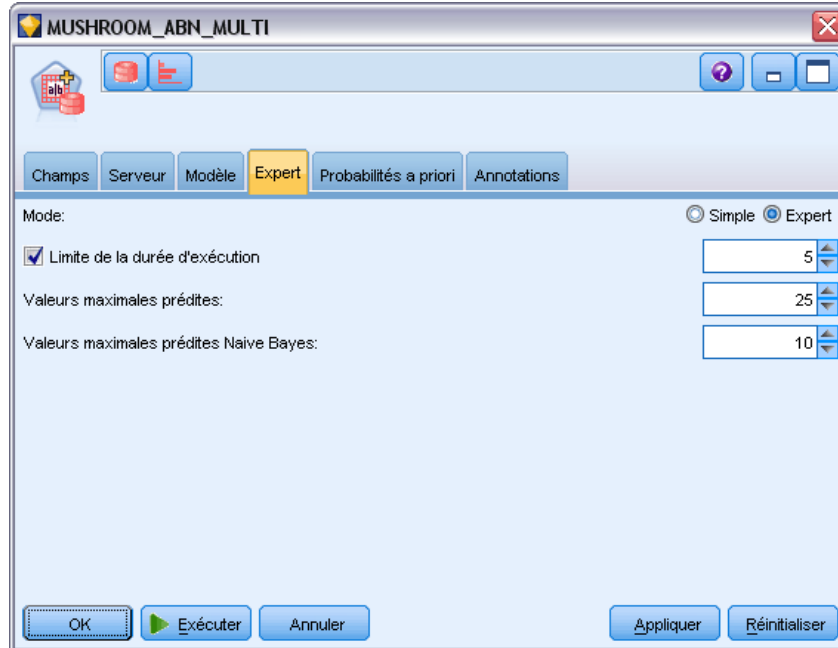 MUSHROOM_ABN_MULTI
alb
Champs Serveur Modèle Expert Probabilités a priori Annotations
Mode: Simple Expert
Limite de la durée d'exécution 5
Valeurs maximales prédites: 25
Valeurs maximales prédites Naive Bayes: 10
OK Exécuter Annuler Appliquer Réinitialiser